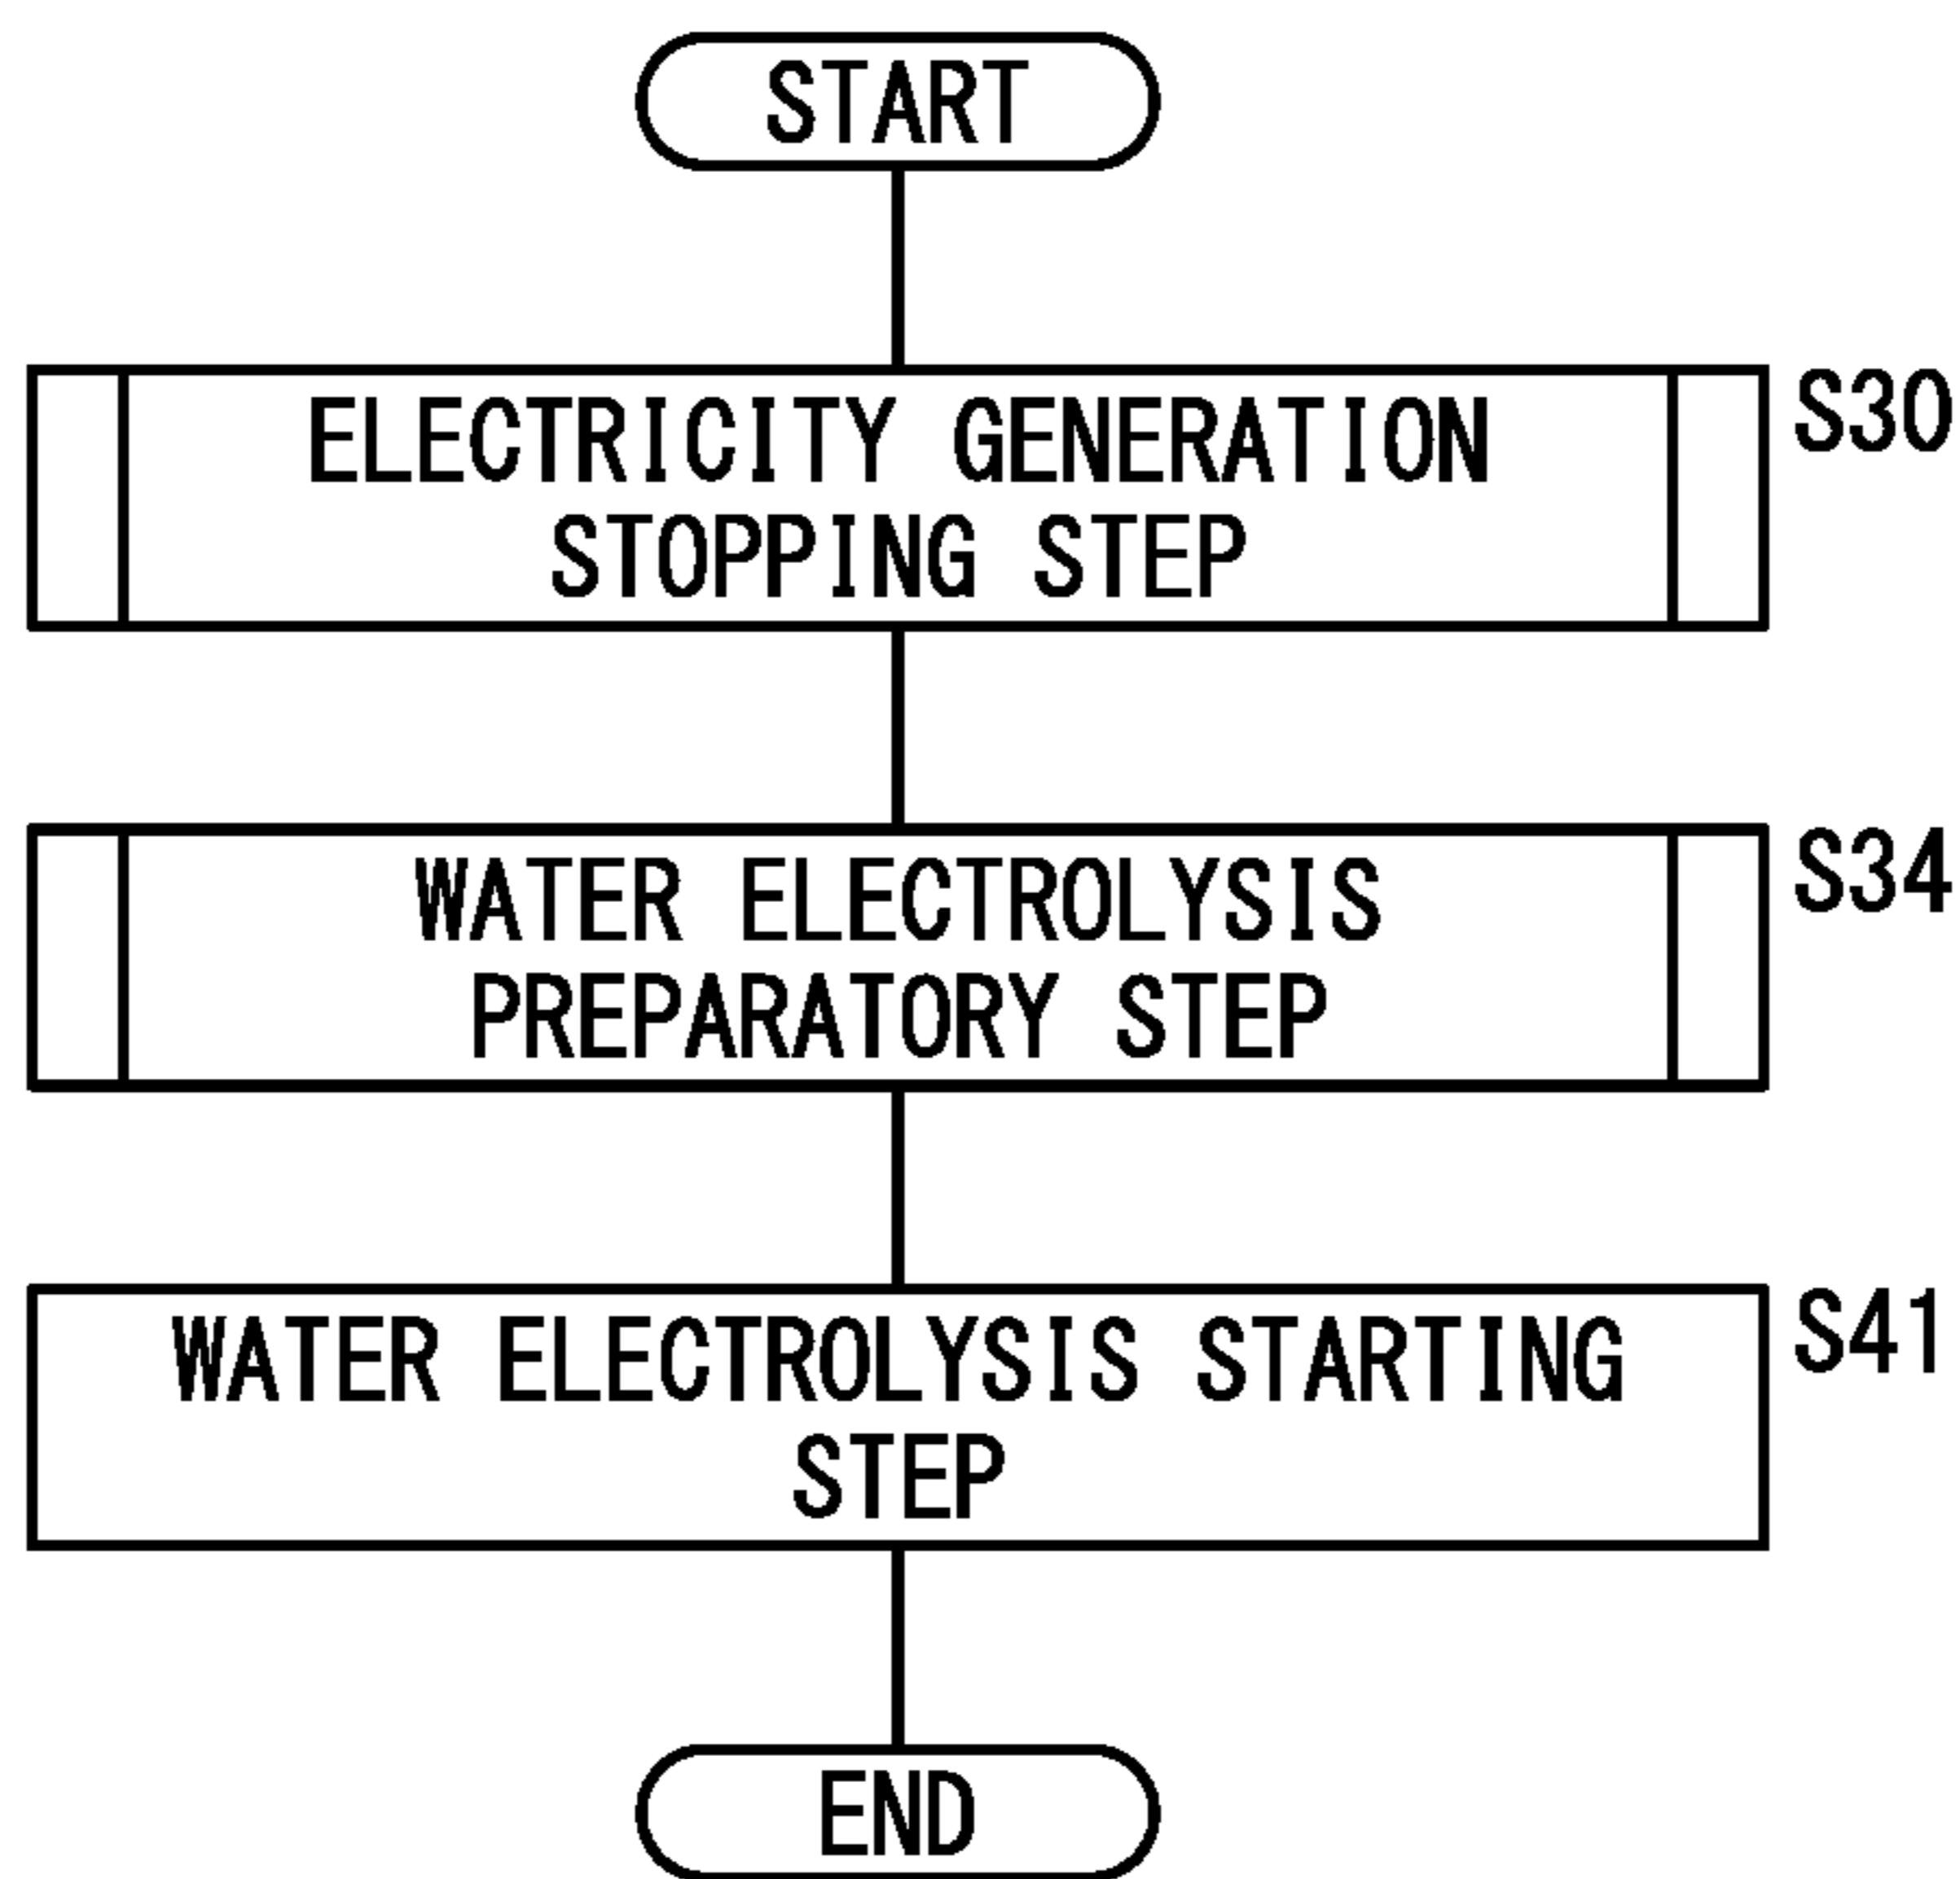 START
ELECTRICITY GENERATION S30
STOPPING STEP
WATER ELECTROLYSIS S34
PREPARATORY STEP
WATER ELECTROLYSIS STARTING S41
STEP
END